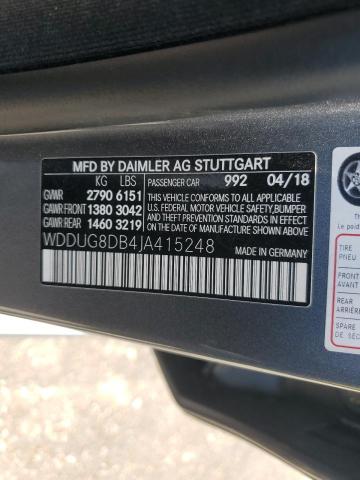 MFD BY DAIMLER AG STUTTGART
KG LBS PASSENGER CAR 992 04/18
GVWR 2790 6151
GAWR FRONT 1380 3042
GAWR REAR 1460 3219
THIS VEHICLE CONFORMS TO ALL
APPLICABLE U.S. FEDERAL
MOTOR VEHICLE SAFETY, BUMPER
AND THEFT PREVENTION STANDARDS
IN EFFECT ON THE DATE OF
MANUFACTURE SHOWN ABOVE.
WDDUG8DB4JA415248
MADE IN GERMANY
TIRE
PNEU
FRONT
AVANT
REAR
ARRIÈRE
SPARE
DE SEC